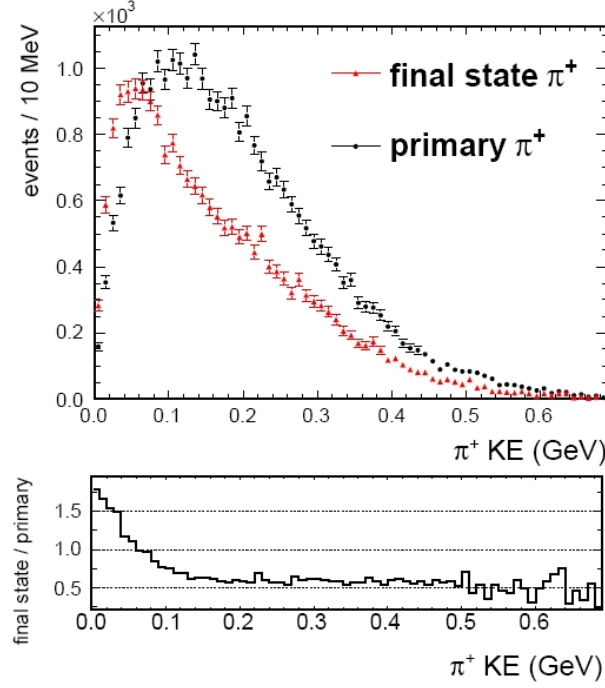 ×10³
events / 10 MeV
1.0
0.8
0.6
0.4
0.2
0.0
final state π⁺
primary π⁺
0.0 0.1 0.2 0.3 0.4 0.5 0.6
π⁺ KE (GeV)
final state / primary
1.5
1.0
0.5
0.0 0.1 0.2 0.3 0.4 0.5 0.6
π⁺ KE (GeV)